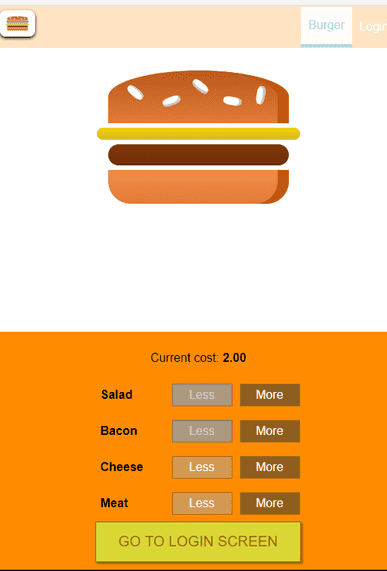 Burger
Login
Current cost: 2.00
Salad Less More
Bacon Less More
Cheese Less More
Meat Less More
GO TO LOGIN SCREEN